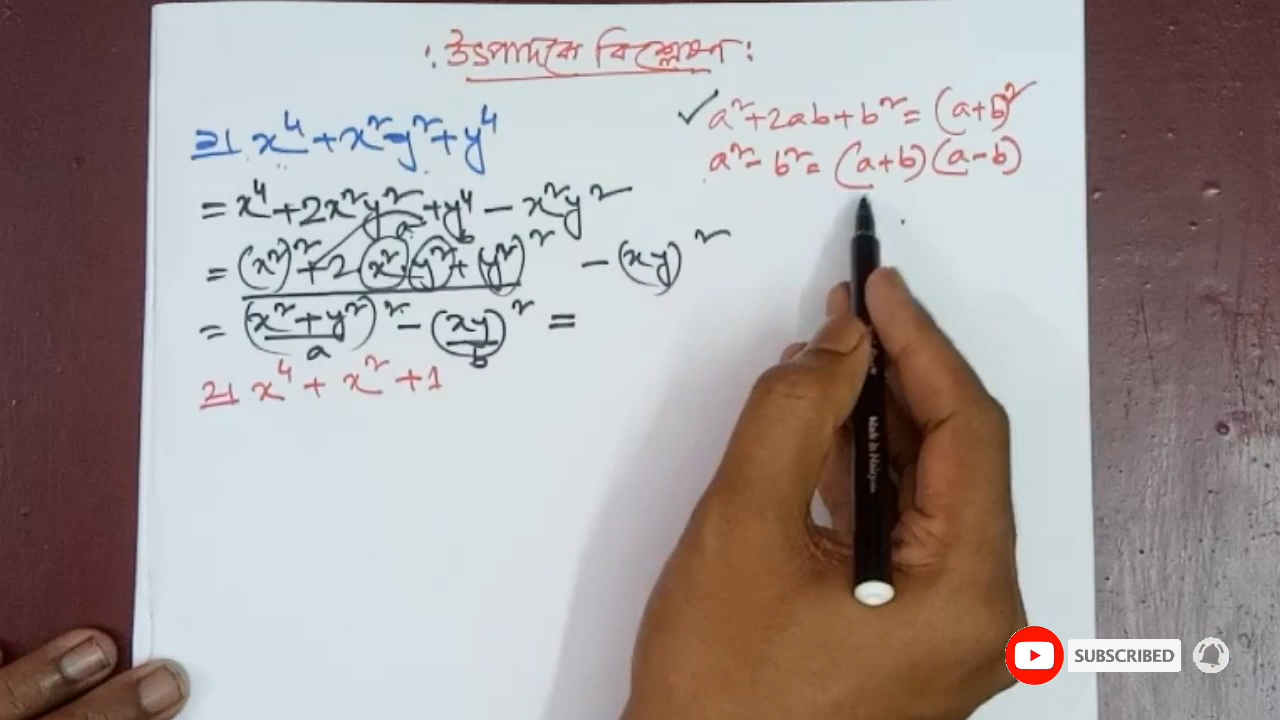 : উৎপাদকে বিশ্লেষণ :
a²+2ab+b²=(a+b)²
a²-b²=(a+b)(a-b)
১। x⁴+x²y²+y⁴
=x⁴+2x²y²+y⁴-x²y²
a b
=(x²)²+2.x².y²+(y²)²-(xy)²
=(x²+y²)²-(xy)²=
a b
২। x⁴+x²+1
SUBSCRIBED